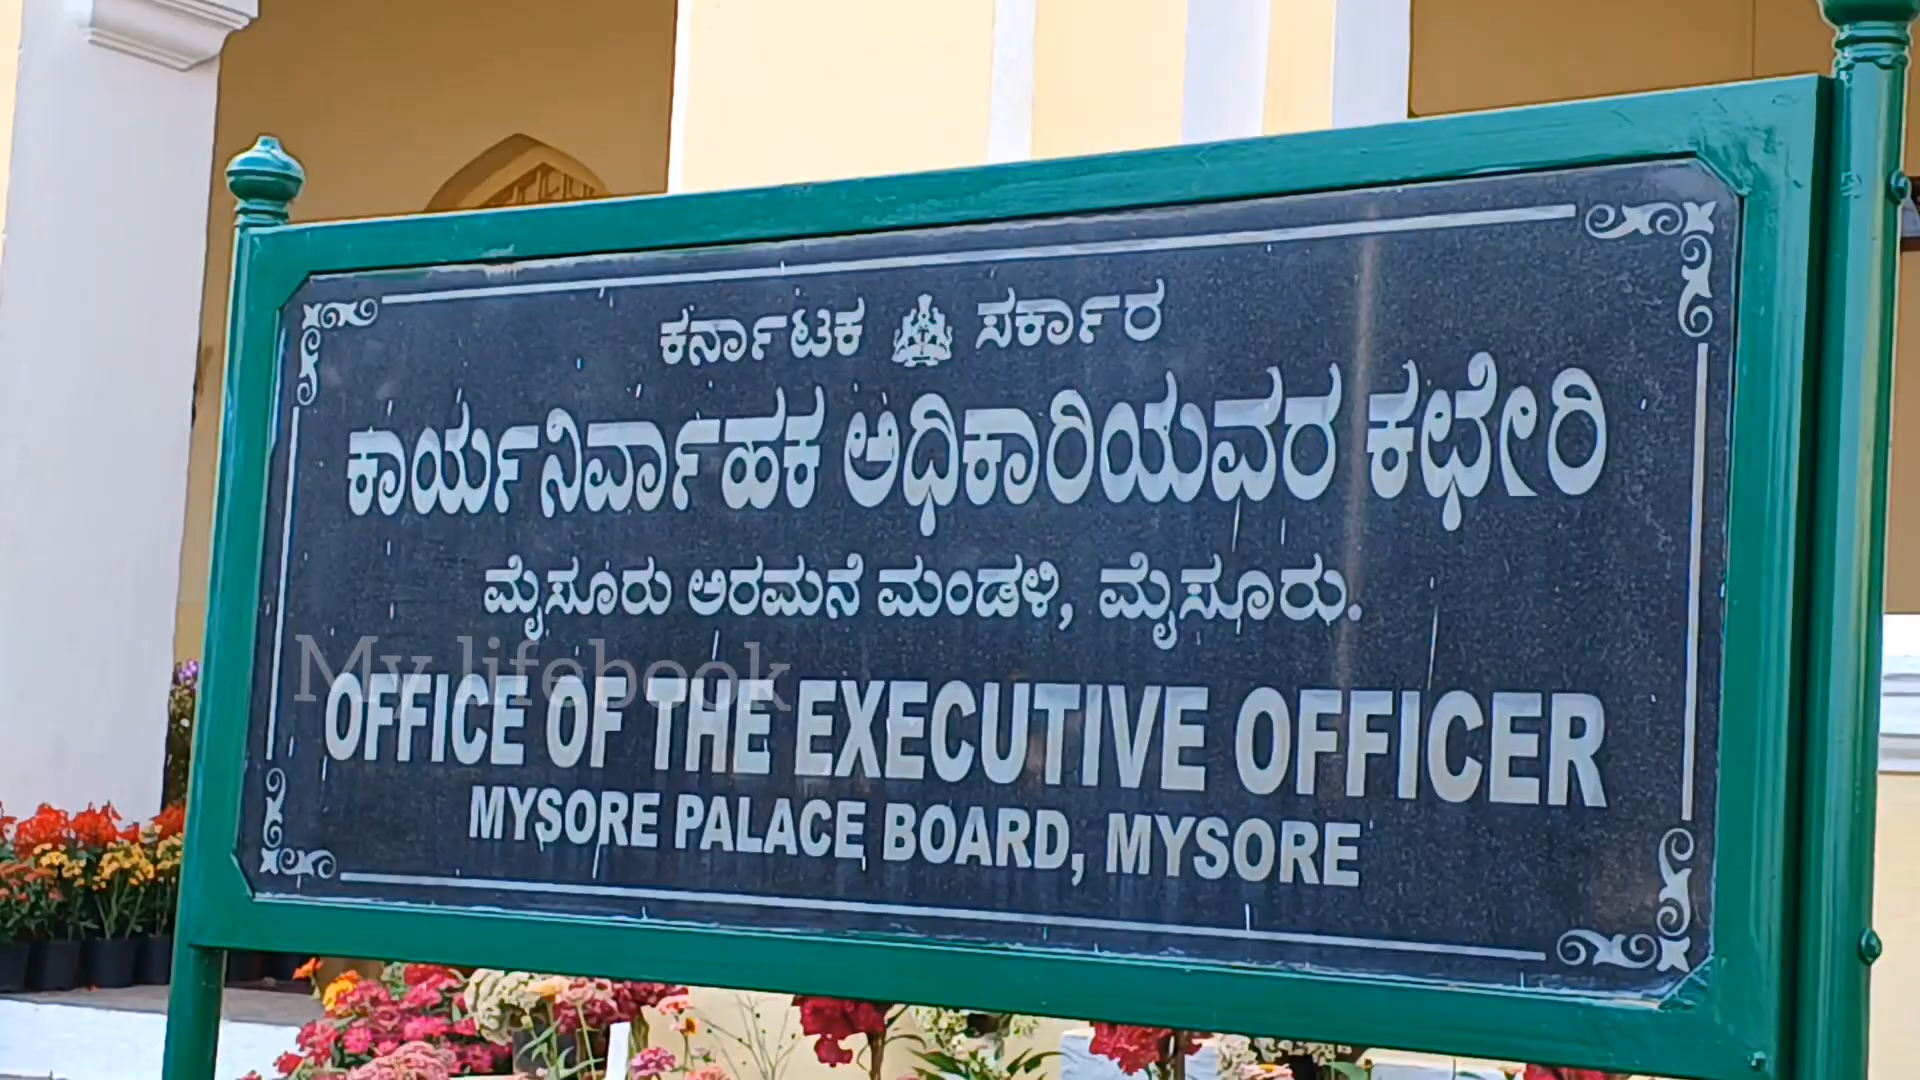 ಕರ್ನಾಟಕ ಸರ್ಕಾರ
ಕಾರ್ಯನಿರ್ವಾಹಕ ಅಧಿಕಾರಿಯವರ ಕಛೇರಿ
ಮೈಸೂರು ಅರಮನೆ ಮಂಡಳಿ, ಮೈಸೂರು.
My lifebook
OFFICE OF THE EXECUTIVE OFFICER
MYSORE PALACE BOARD, MYSORE